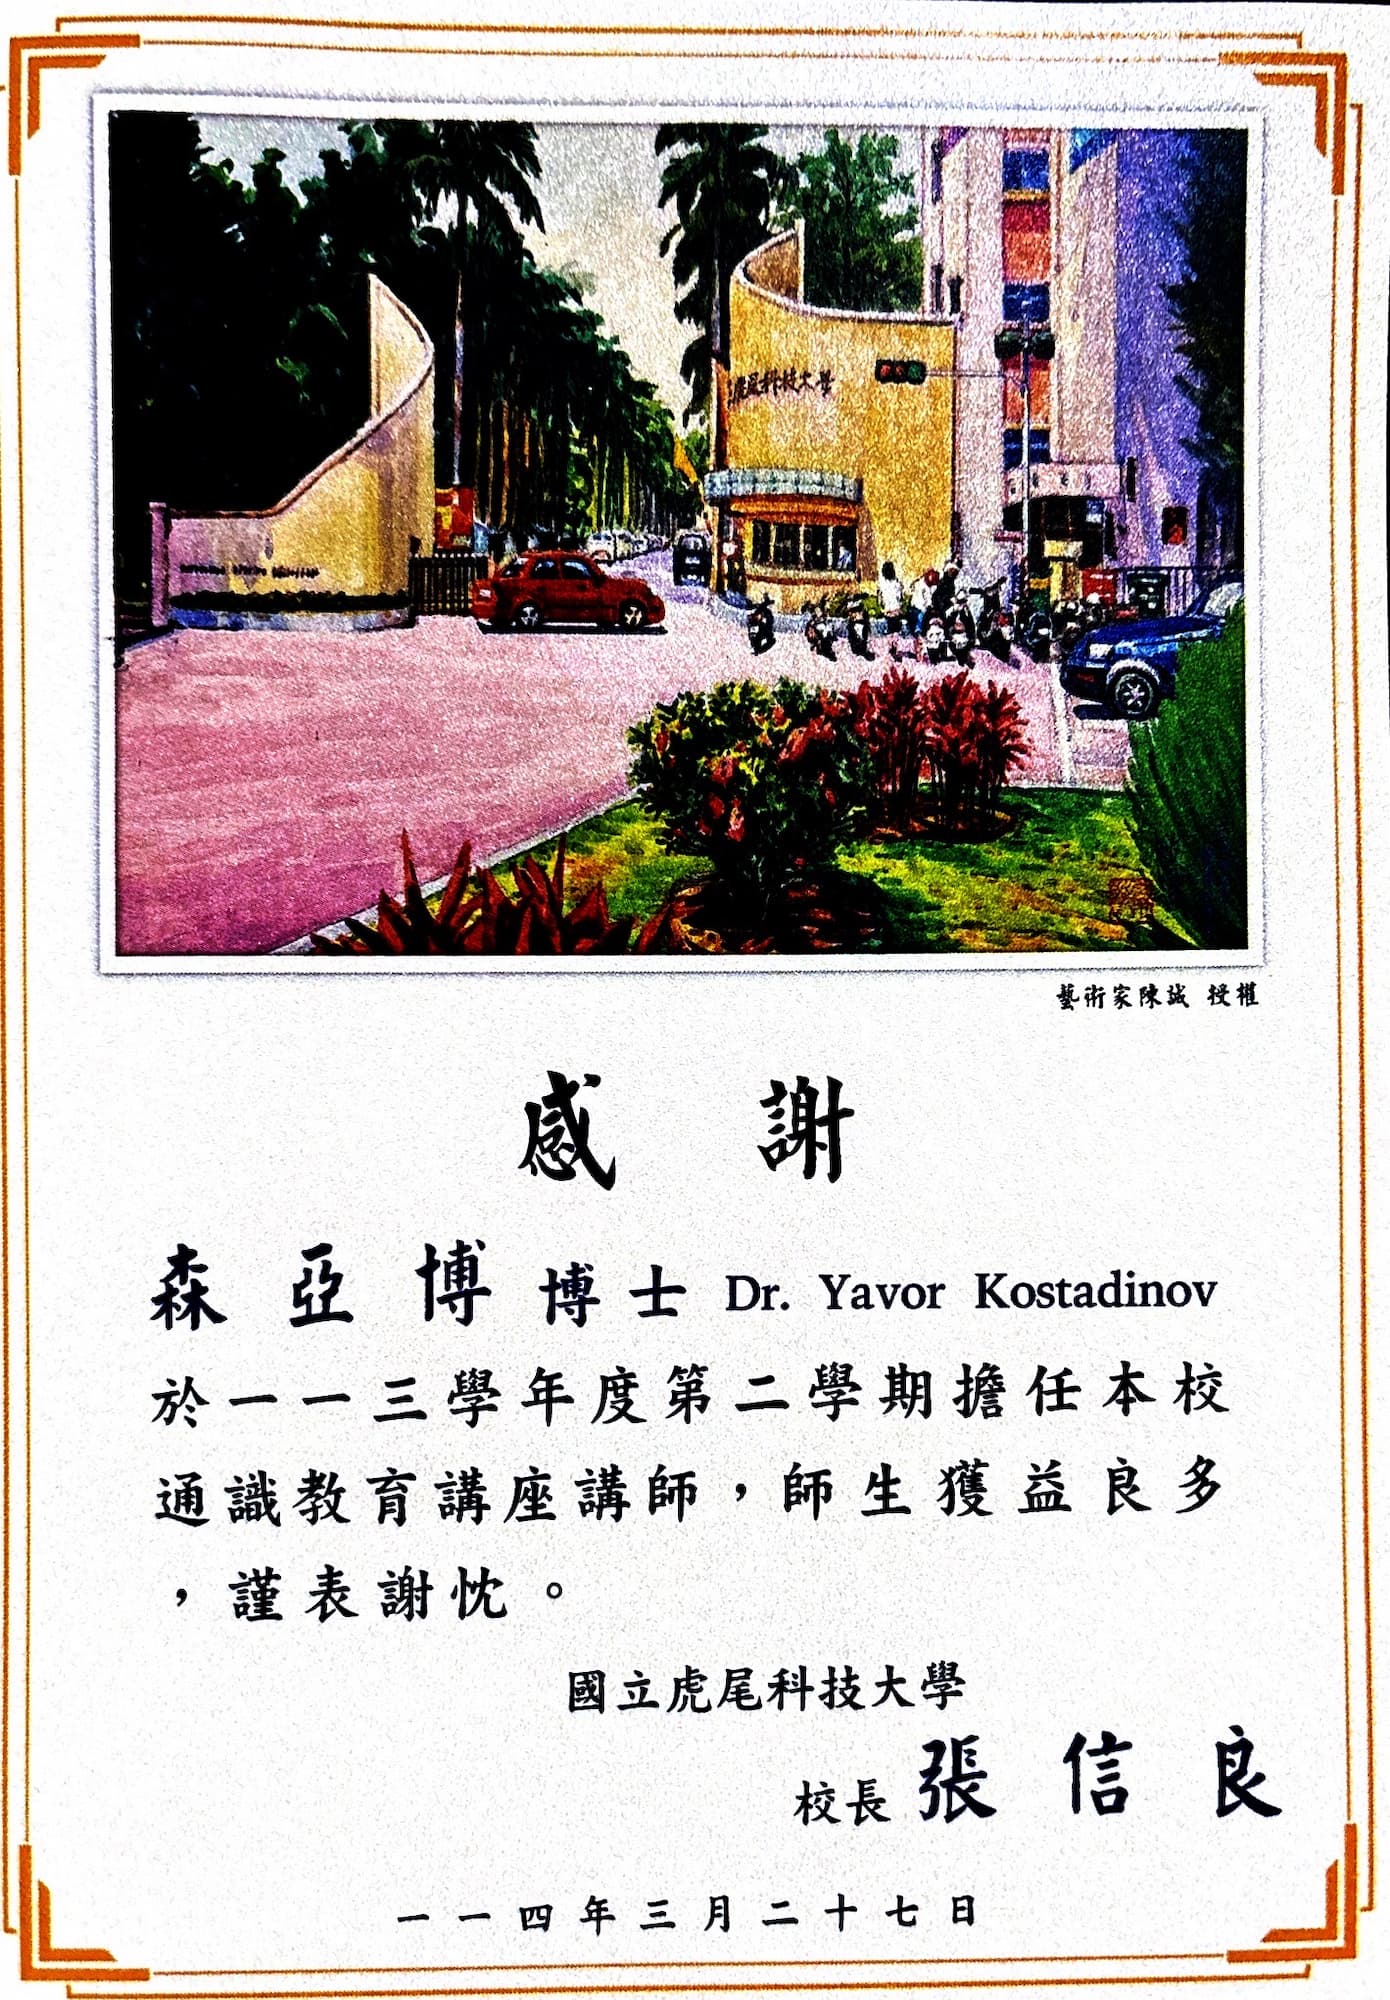 虎尾科技大學
藝術家陳誠 授權
感謝
森亞博博士 Dr. Yavor Kostadinov
於一一三學年度第二學期擔任本校
通識教育講座講師，師生獲益良多
，謹表謝忱。
國立虎尾科技大學
校長 張信良
一一四年三月二十七日